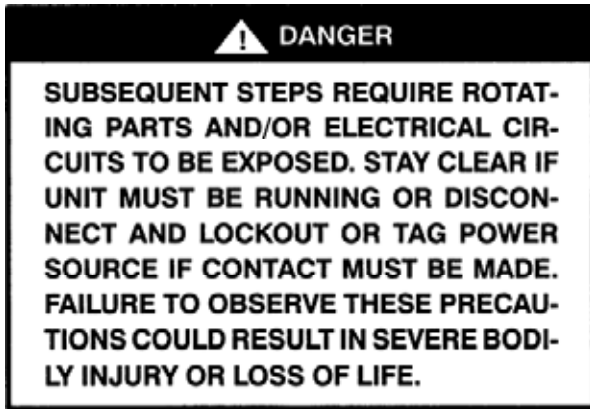 DANGER
SUBSEQUENT STEPS REQUIRE ROTAT-
ING PARTS AND/OR ELECTRICAL CIR-
CUITS TO BE EXPOSED. STAY CLEAR IF
UNIT MUST BE RUNNING OR DISCON-
NECT AND LOCKOUT OR TAG POWER
SOURCE IF CONTACT MUST BE MADE.
FAILURE TO OBSERVE THESE PRECAU-
TIONS COULD RESULT IN SEVERE BODI-
LY INJURY OR LOSS OF LIFE.